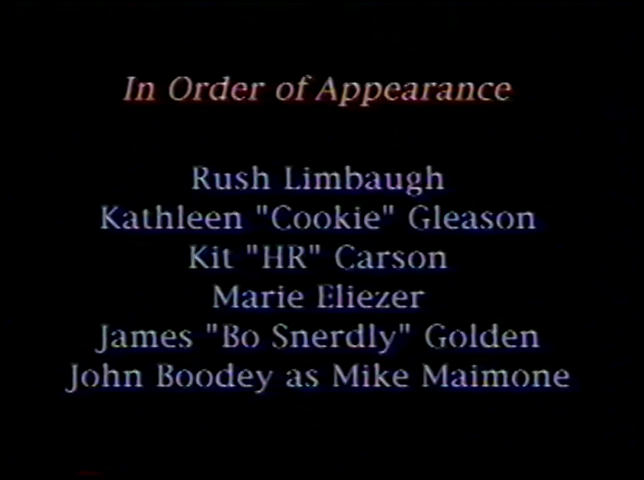 In Order of Appearance
Rush Limbaugh
Kathleen "Cookie" Gleason
Kit "HR" Carson
Marie Eliezer
James "Bo Snerdly" Golden
John Boodey as Mike Maimone